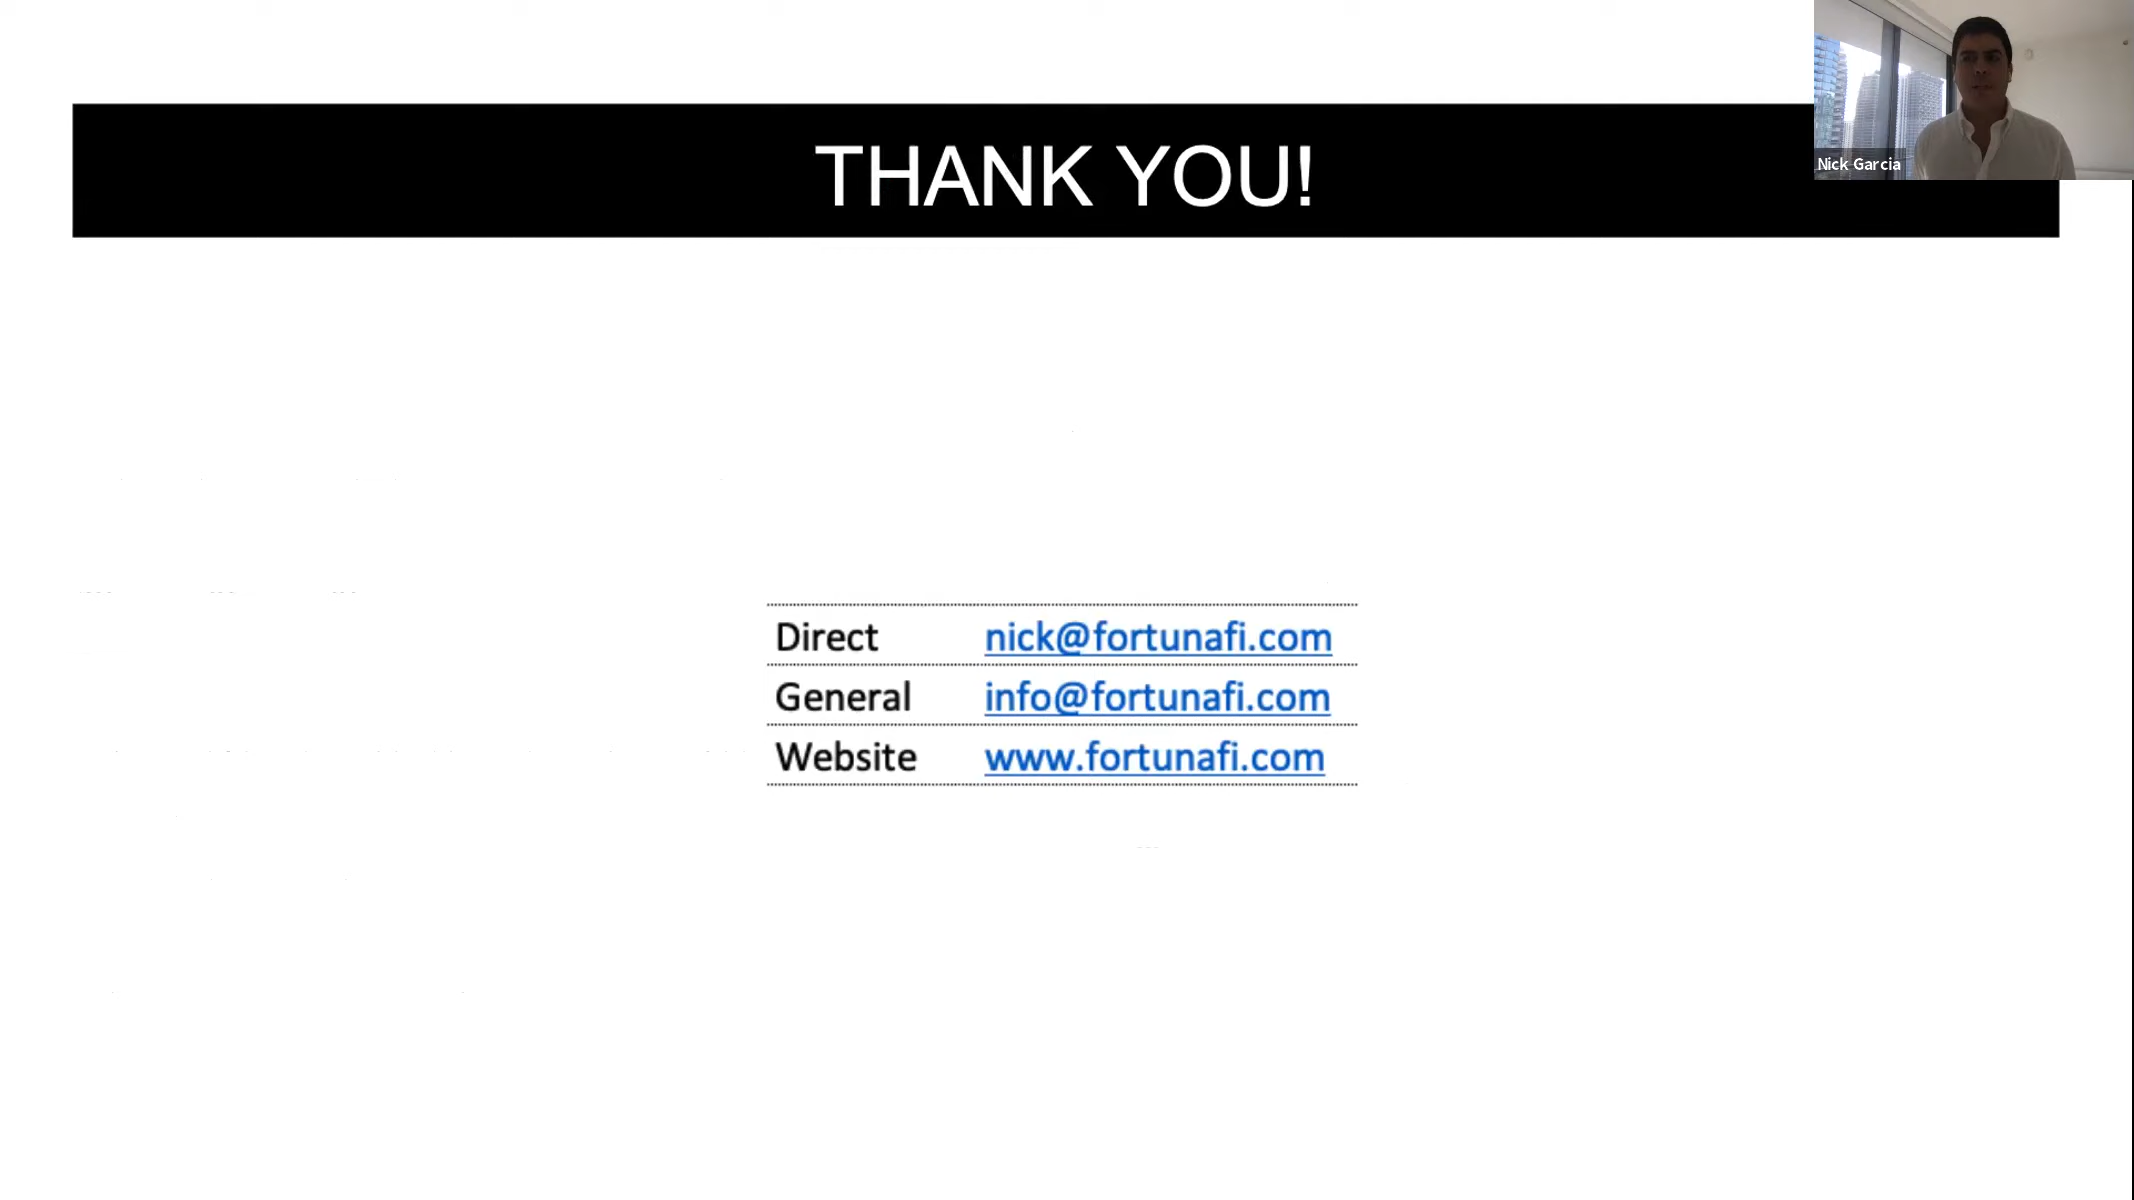 THANK YOU!
Nick Garcia
Direct nick@fortunafi.com
General info@fortunafi.com
Website www.fortunafi.com